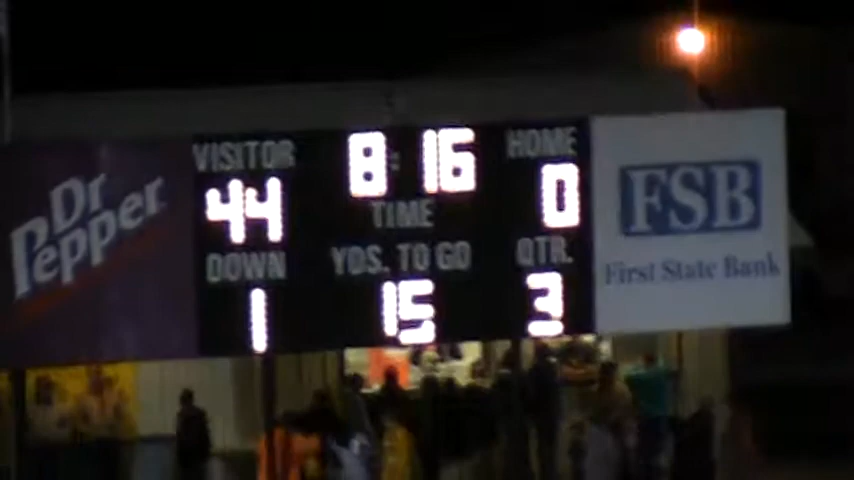 Dr
Pepper
VISITOR
44
8:16
TIME
HOME
0
DOWN
1
YDS. TO GO
15
QTR.
3
FSB
First State Bank